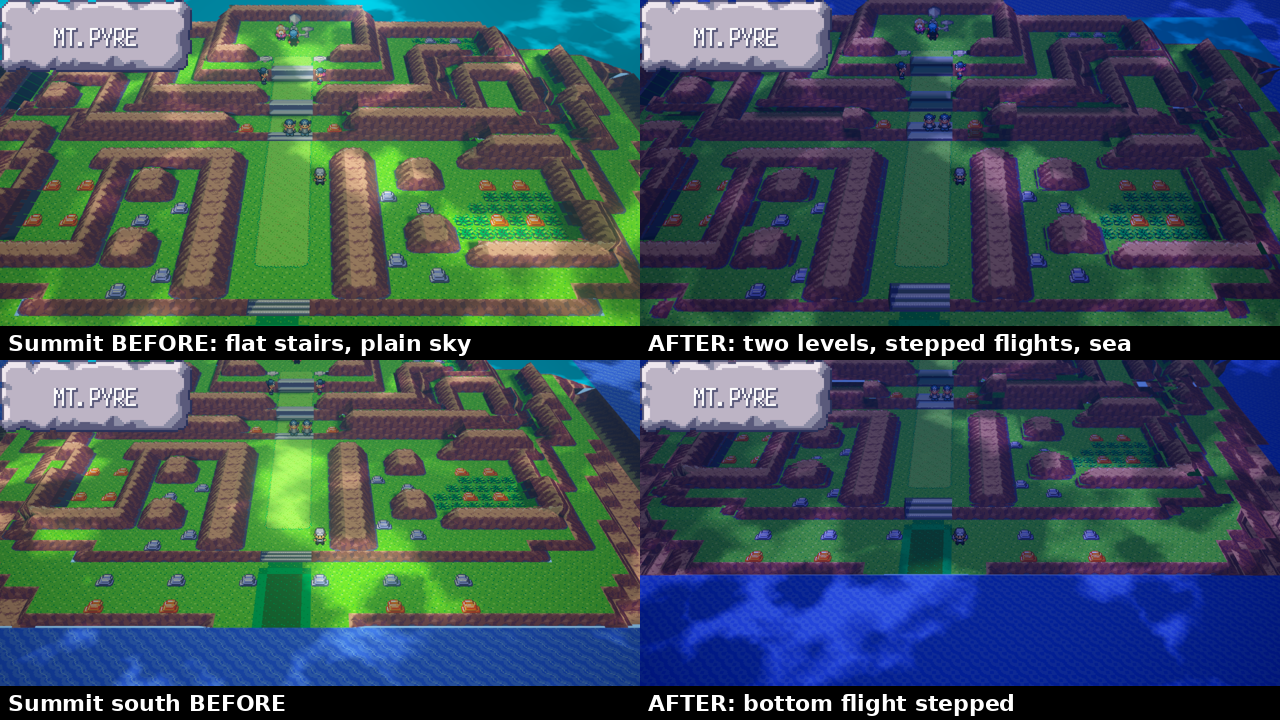 MT. PYRE
MT. PYRE
Summit BEFORE: flat stairs, plain sky
AFTER: two levels, stepped flights, sea
MT. PYRE
MT. PYRE
Summit south BEFORE
AFTER: bottom flight stepped